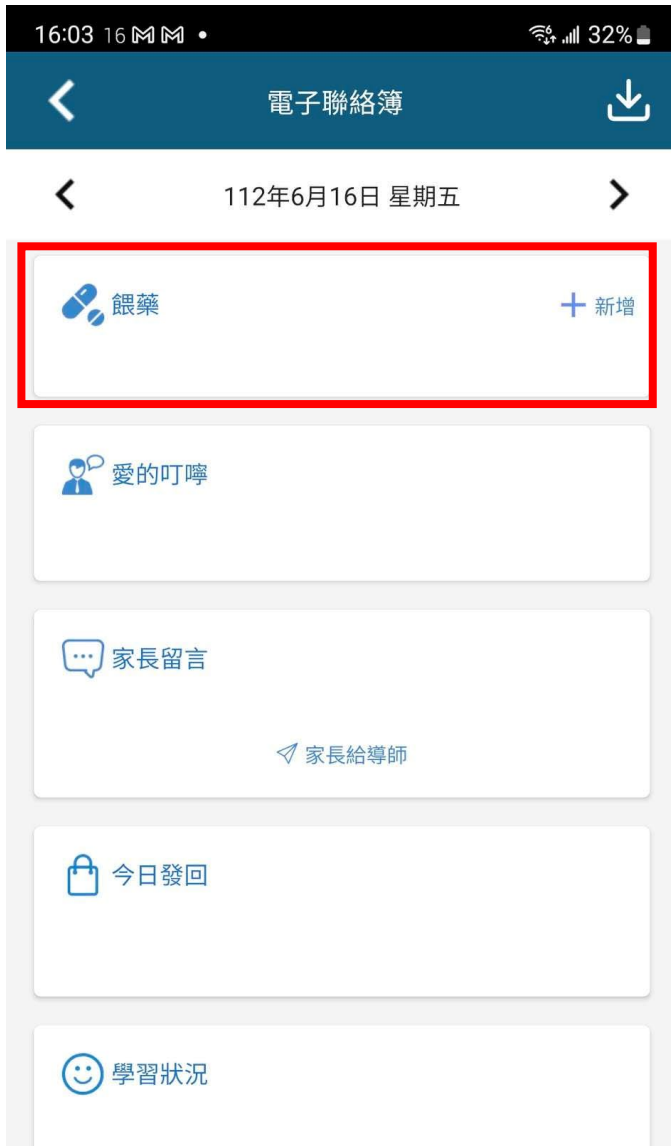 16:03 16 32%
電子聯絡簿
112年6月16日 星期五
餵藥 新增
愛的叮嚀
家長留言
家長給導師
今日發回
學習狀況